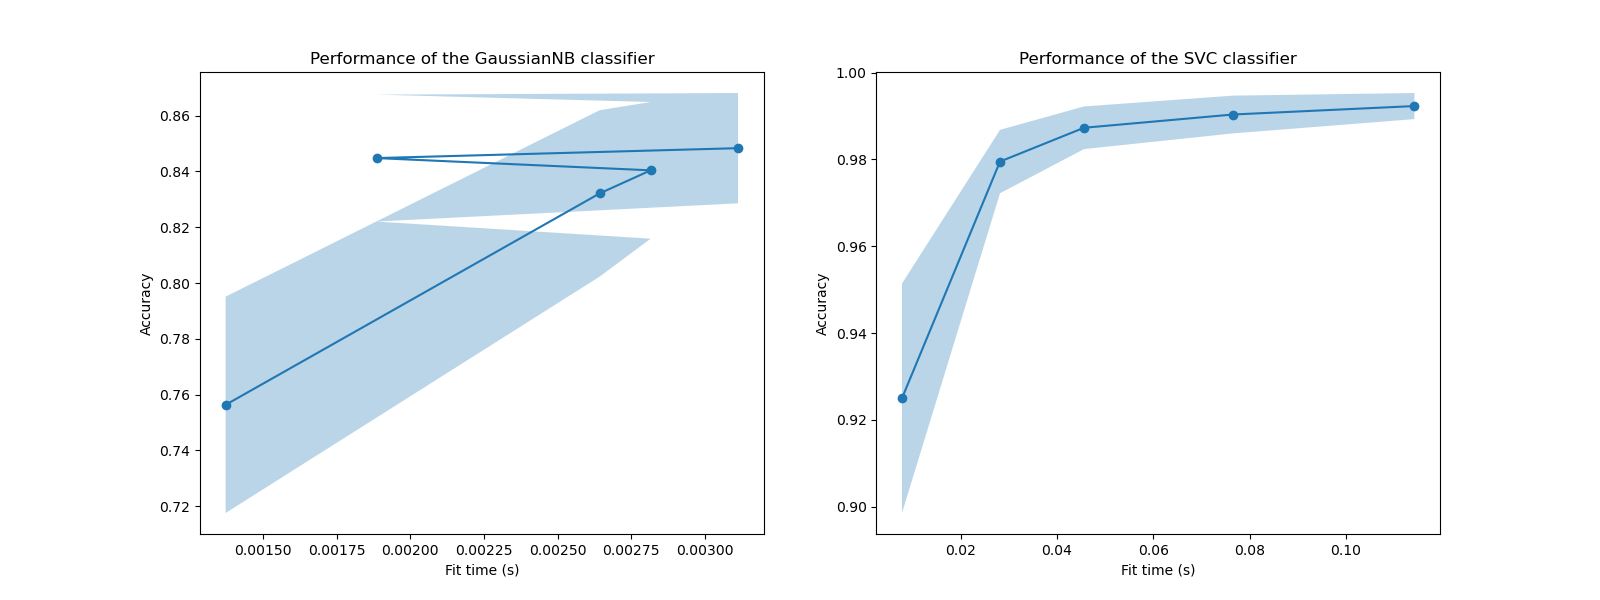 Performance of the GaussianNB classifier
0.86
0.84
0.82
0.80
0.78
0.76
0.74
0.72
Accuracy
0.00150 0.00175 0.00200 0.00225 0.00250 0.00275 0.00300
Fit time (s)
Performance of the SVC classifier
1.00
0.98
0.96
0.94
0.92
0.90
Accuracy
0.02 0.04 0.06 0.08 0.10
Fit time (s)